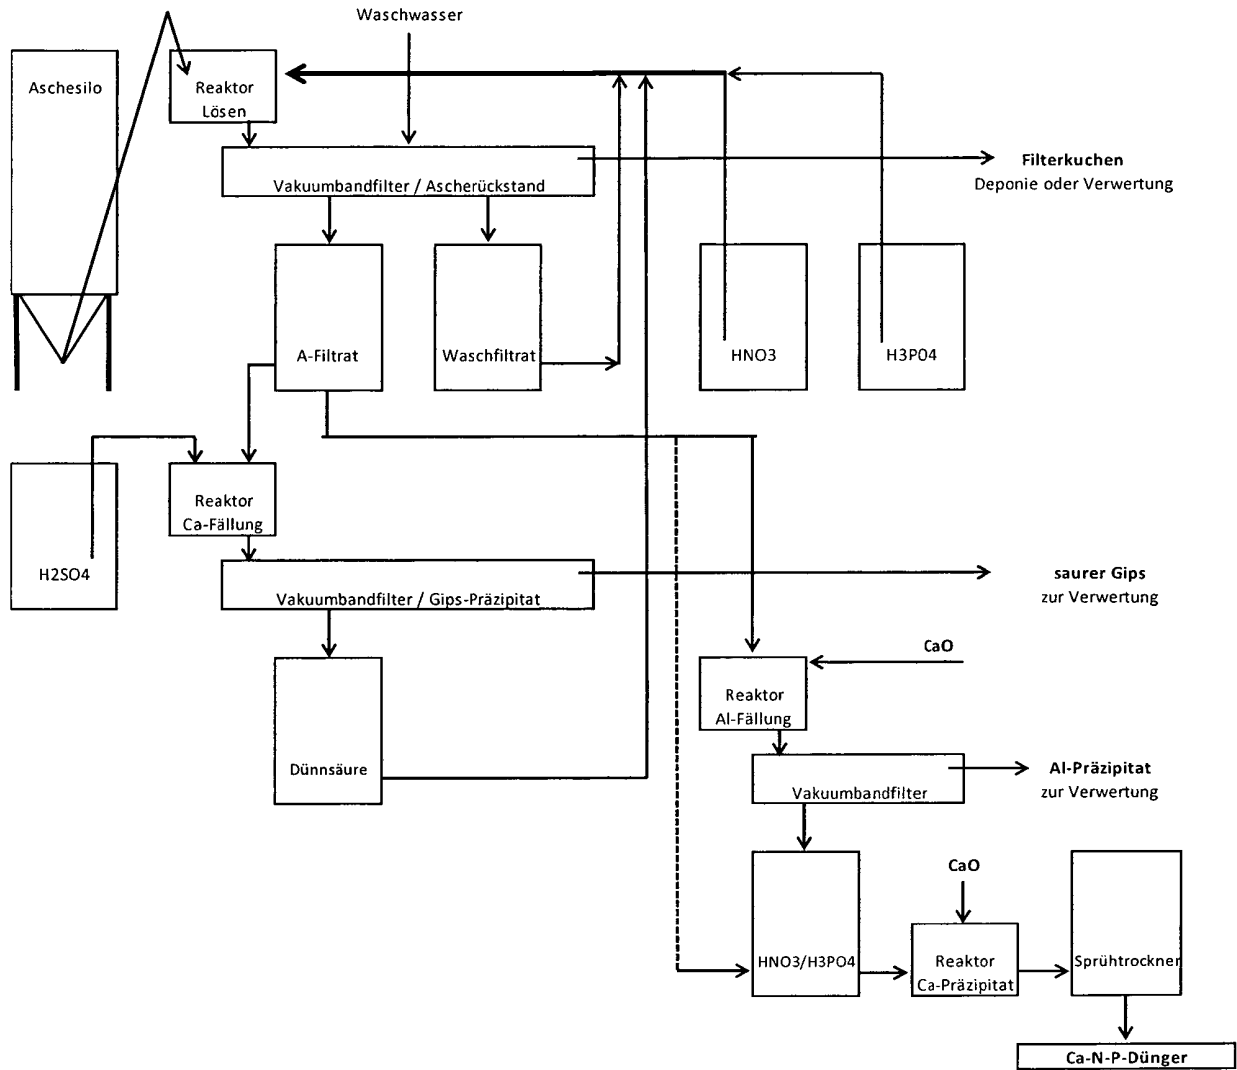 Waschwasser
Aschesilo
Reaktor
Lösen
Vakuumbandfilter / Ascherückstand
Filterkuchen
Deponie oder Verwertung
A-Filtrat
Waschfiltrat
HNO3
H3P04
H2SO4
Reaktor
Ca-Fällung
Vakuumbandfilter / Gips-Präzipitat
saurer Gips
zur Verwertung
CaO
Reaktor
Al-Fällung
Dünnsäure
Vakuumbandfilter
Al-Präzipitat
zur Verwertung
CaO
HNO3/H3PO4
Reaktor
Ca-Präzipitat
Sprühtrockner
Ca-N-P-Dünger